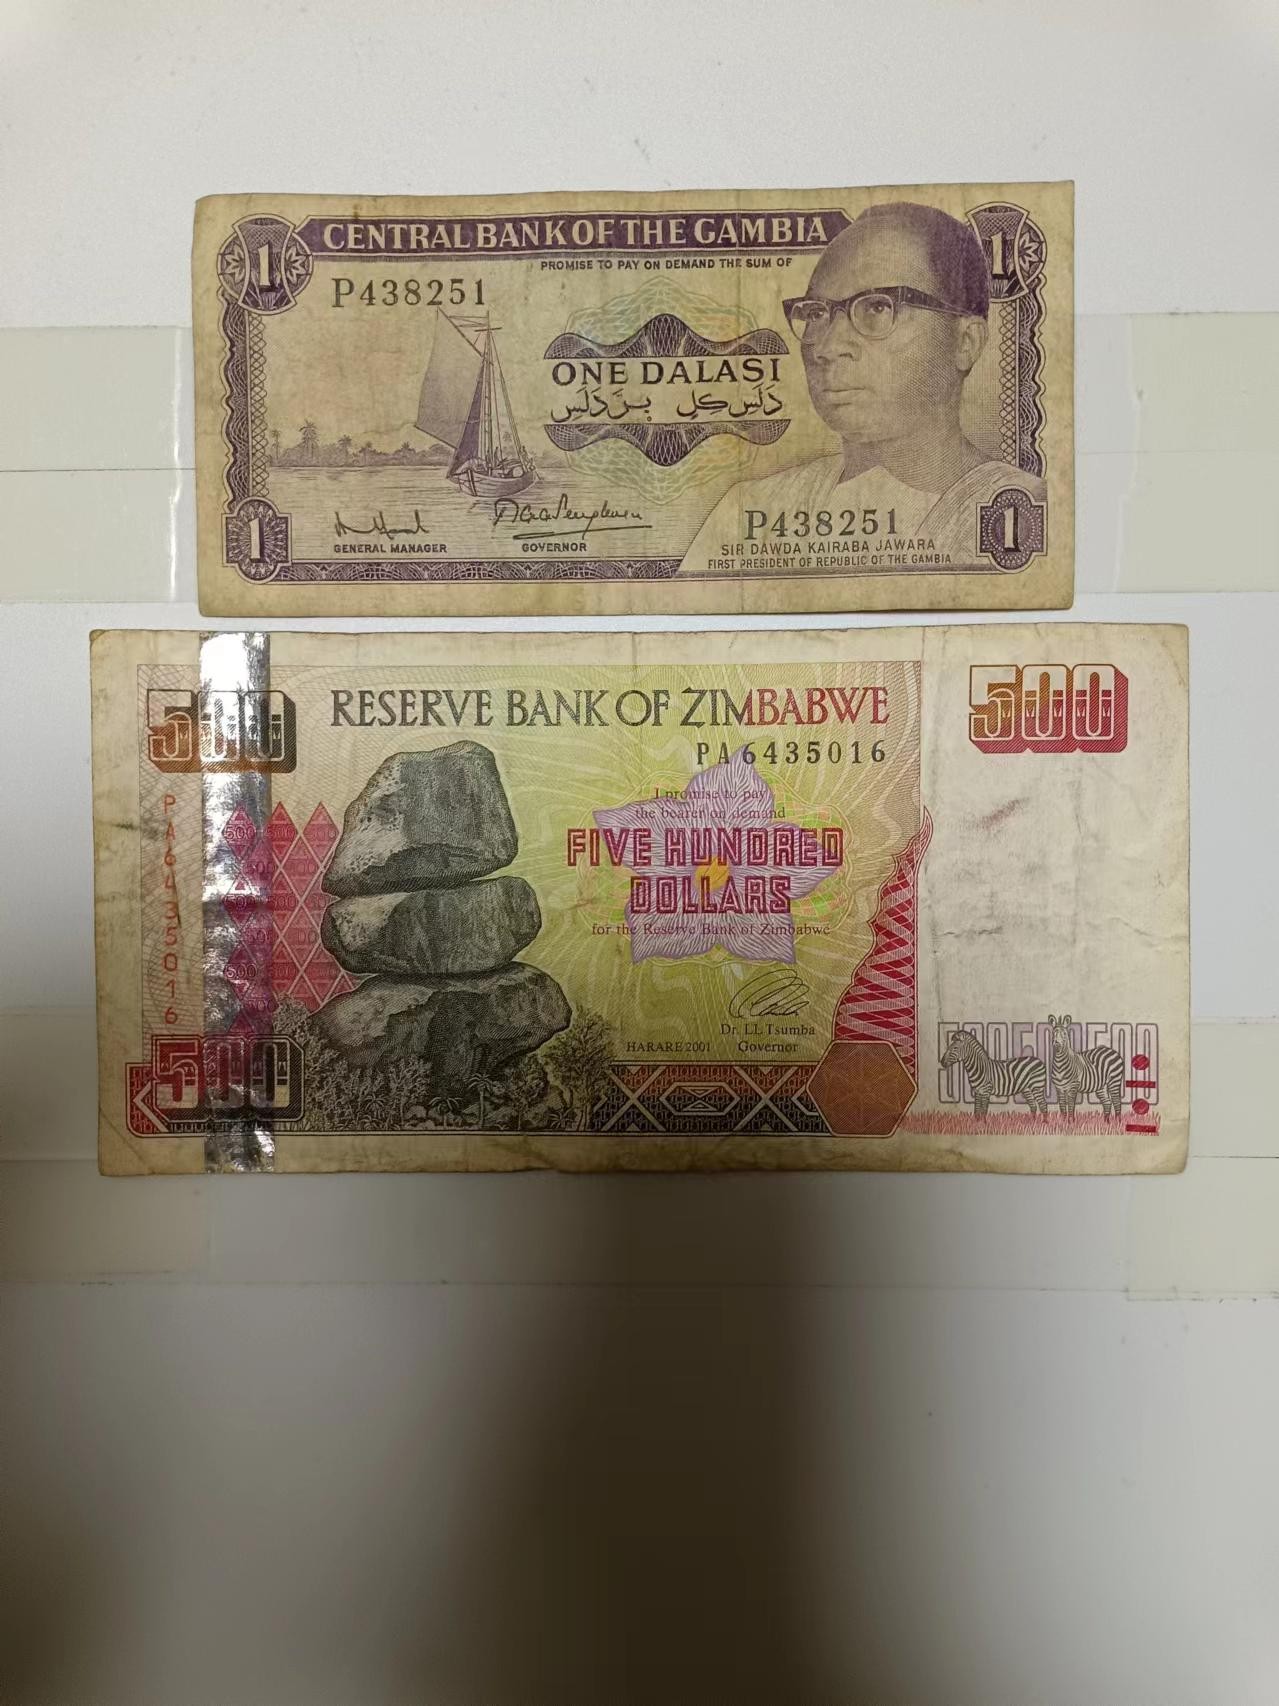 1
CENTRAL BANK OF THE GAMBIA
1
PROMISE TO PAY ON DEMAND THE SUM OF
P438251
ONE DALASI
دَلَسِ كِلِ بِرَّ دَلَسِ
P438251
1
GENERAL MANAGER
GOVERNOR
SIR DAWDA KAIRABA JAWARA
FIRST PRESIDENT OF REPUBLIC OF THE GAMBIA
1
500
RESERVE BANK OF ZIMBABWE
500
PA6435016
PA6435016
I promise to pay
the bearer on demand
FIVE HUNDRED
DOLLARS
for the Reserve Bank of Zimbabwe
Dr. L.L Tsumba
HARARE 2001 Governor
500
500500500